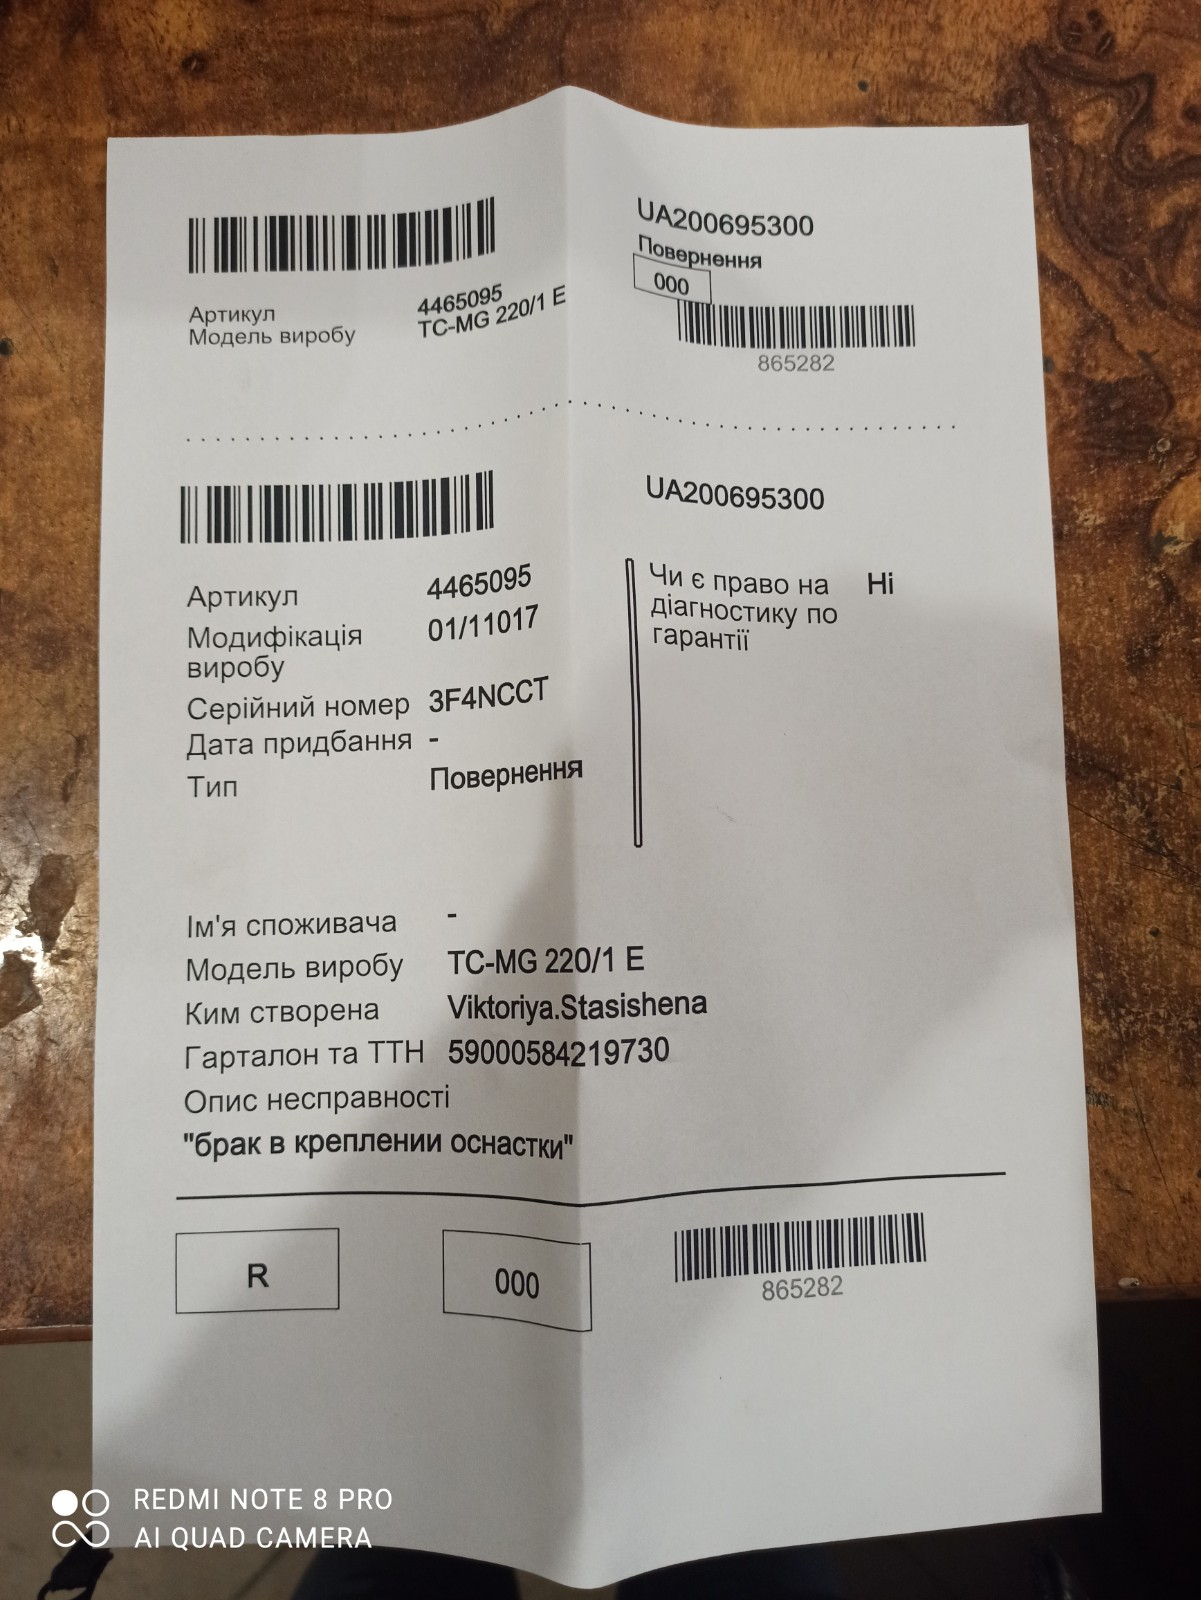 UA200695300
Повернення
000
Артикул 4465095
Модель виробу TC-MG 220/1 E
865282
UA200695300
Артикул 4465095
Модифікація 01/11017
виробу
Серійний номер 3F4NCCT
Дата придбання -
Тип Повернення
Чи є право на Ні
діагностику по
гарантії
Ім'я споживача -
Модель виробу TC-MG 220/1 E
Ким створена Viktoriya.Stasishena
Гарталон та ТТН 59000584219730
Опис несправності
"брак в креплении оснастки"
R 000
865282
REDMI NOTE 8 PRO
AI QUAD CAMERA